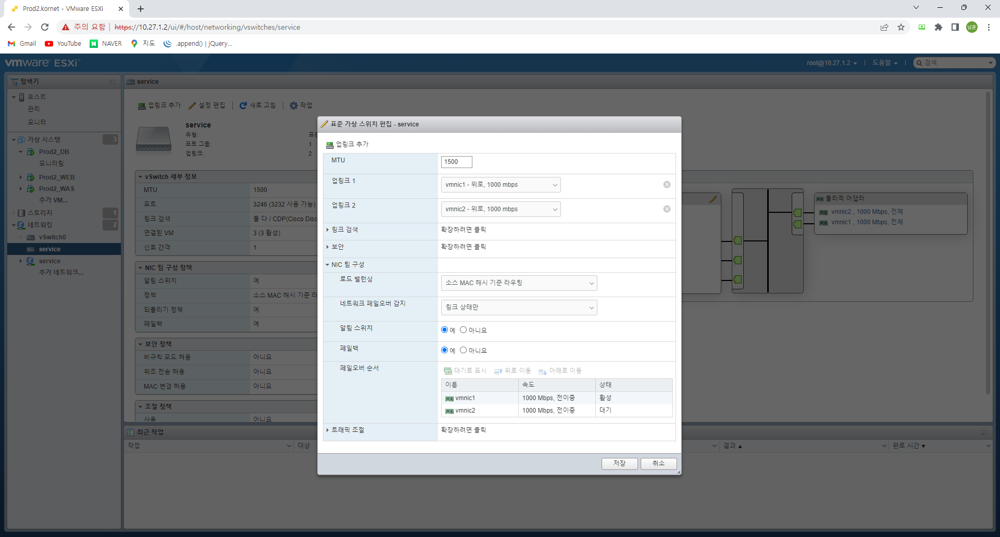 Prod2.kornet - VMware ESXi
주의 요함
https://10.27.1.2/ui/#/host/networking/vswitches/service
남훈
Gmail
YouTube
NAVER
지도
.append() | jQuery...
vmware ESXi™
root@10.27.1.2
도움말
검색
탐색기
호스트
관리
모니터
가상 시스템
3
Prod2_DB
모니터링
Prod2_WEB
Prod2_WAS
추가 VM...
스토리지
1
네트워킹
2
vSwitch0
service
service
추가 네트워크...
service
업링크 추가
설정 편집
새로 고침
작업
service
유형:
포트 그룹:
1
업링크:
2
vSwitch 세부 정보
MTU
1500
포트
3246 (3232 사용 가능)
링크 검색
둘 다 / CDP(Cisco Disc
연결된 VM
3 (3 활성)
신호 간격
1
NIC 팀 구성 정책
알림 스위치
예
정책
소스 MAC 해시 기준 라
되돌리기 정책
예
페일백
예
보안 정책
비규칙 모드 허용
아니요
위조 전송 허용
아니요
MAC 변경 허용
아니요
조절 정책
사용
아니요
물리적 어댑터
vmnic2 , 1000 Mbps, 전체
vmnic1 , 1000 Mbps, 전체
표준 가상 스위치 편집 - service
업링크 추가
MTU
1500
업링크 1
vmnic1 - 위로, 1000 mbps
업링크 2
vmnic2 - 위로, 1000 mbps
링크 검색
확장하려면 클릭
보안
확장하려면 클릭
NIC 팀 구성
로드 밸런싱
소스 MAC 해시 기준 라우팅
네트워크 페일오버 감지
링크 상태만
알림 스위치
예 아니요
페일백
예 아니요
페일오버 순서
대기로 표시 위로 이동 아래로 이동
이름 속도 상태
vmnic1 1000 Mbps, 전이중 활성
vmnic2 1000 Mbps, 전이중 대기
트래픽 조절
확장하려면 클릭
저장 취소
최근 작업
작업
대상
결과
완료 시간